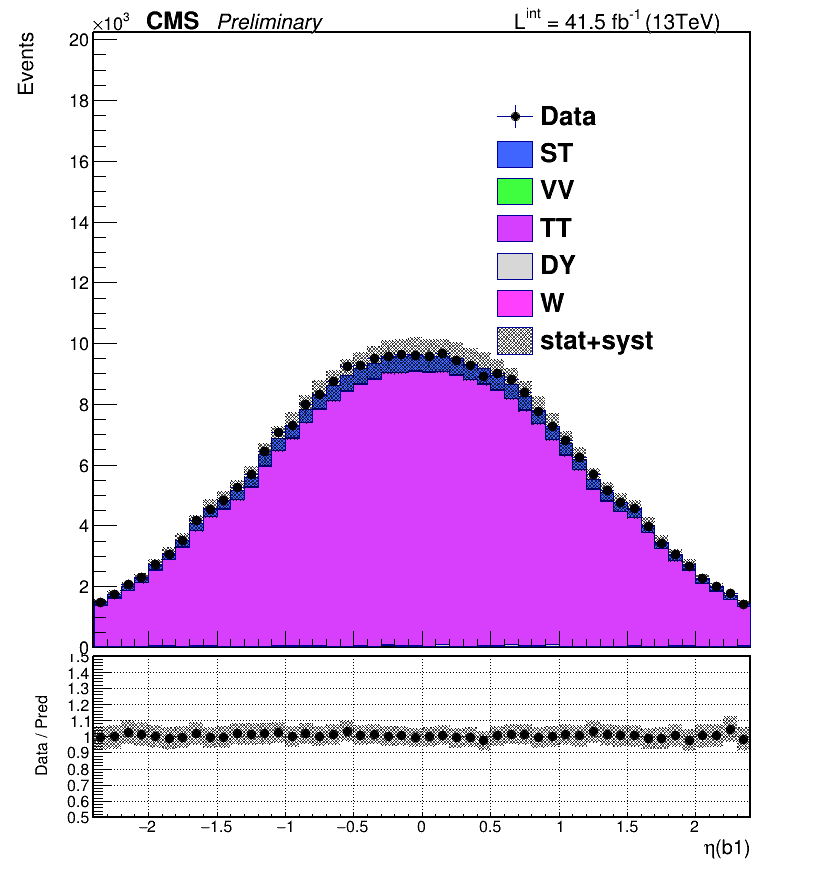 ×10³ CMS Preliminary L^int = 41.5 fb⁻¹ (13TeV)
Events
20
18
16
14
12
10
8
6
4
2
0
Data
ST
VV
TT
DY
W
stat+syst
Data / Pred
1.5
1.4
1.3
1.2
1.1
1
0.9
0.8
0.7
0.6
0.5
−2 −1.5 −1 −0.5 0 0.5 1 1.5 2
η(b1)